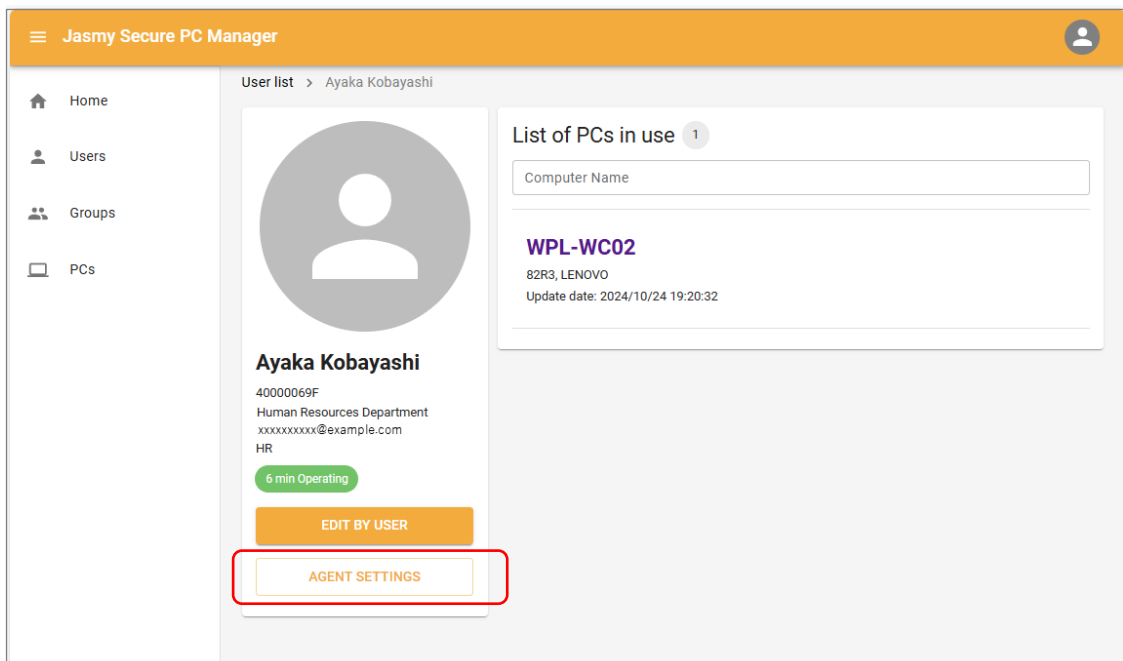 Jasmy Secure PC Manager
Home
Users
Groups
PCs
User list > Ayaka Kobayashi
Ayaka Kobayashi
40000069F
Human Resources Department
xxxxxxxxxx@example.com
HR
6 min Operating
EDIT BY USER
AGENT SETTINGS
List of PCs in use 1
Computer Name
WPL-WC02
82R3, LENOVO
Update date: 2024/10/24 19:20:32